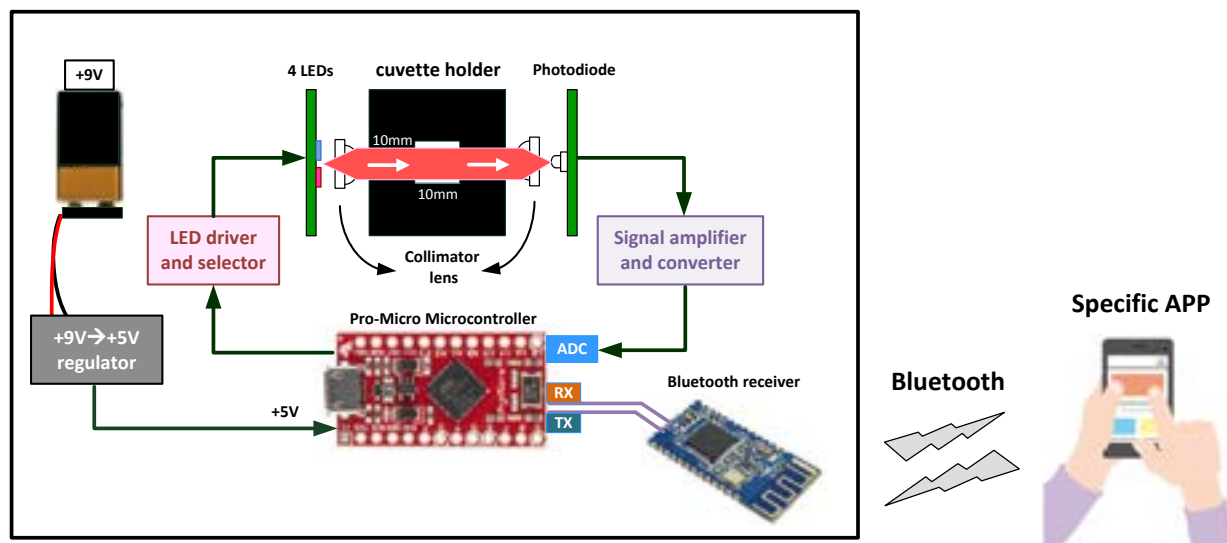 +9V
4 LEDs
cuvette holder
Photodiode
10mm
10mm
LED driver
and selector
Collimator
lens
Signal amplifier
and converter
+9V→+5V
regulator
Pro-Micro Microcontroller
ADC
RX
TX
+5V
Bluetooth receiver
Bluetooth
Specific APP